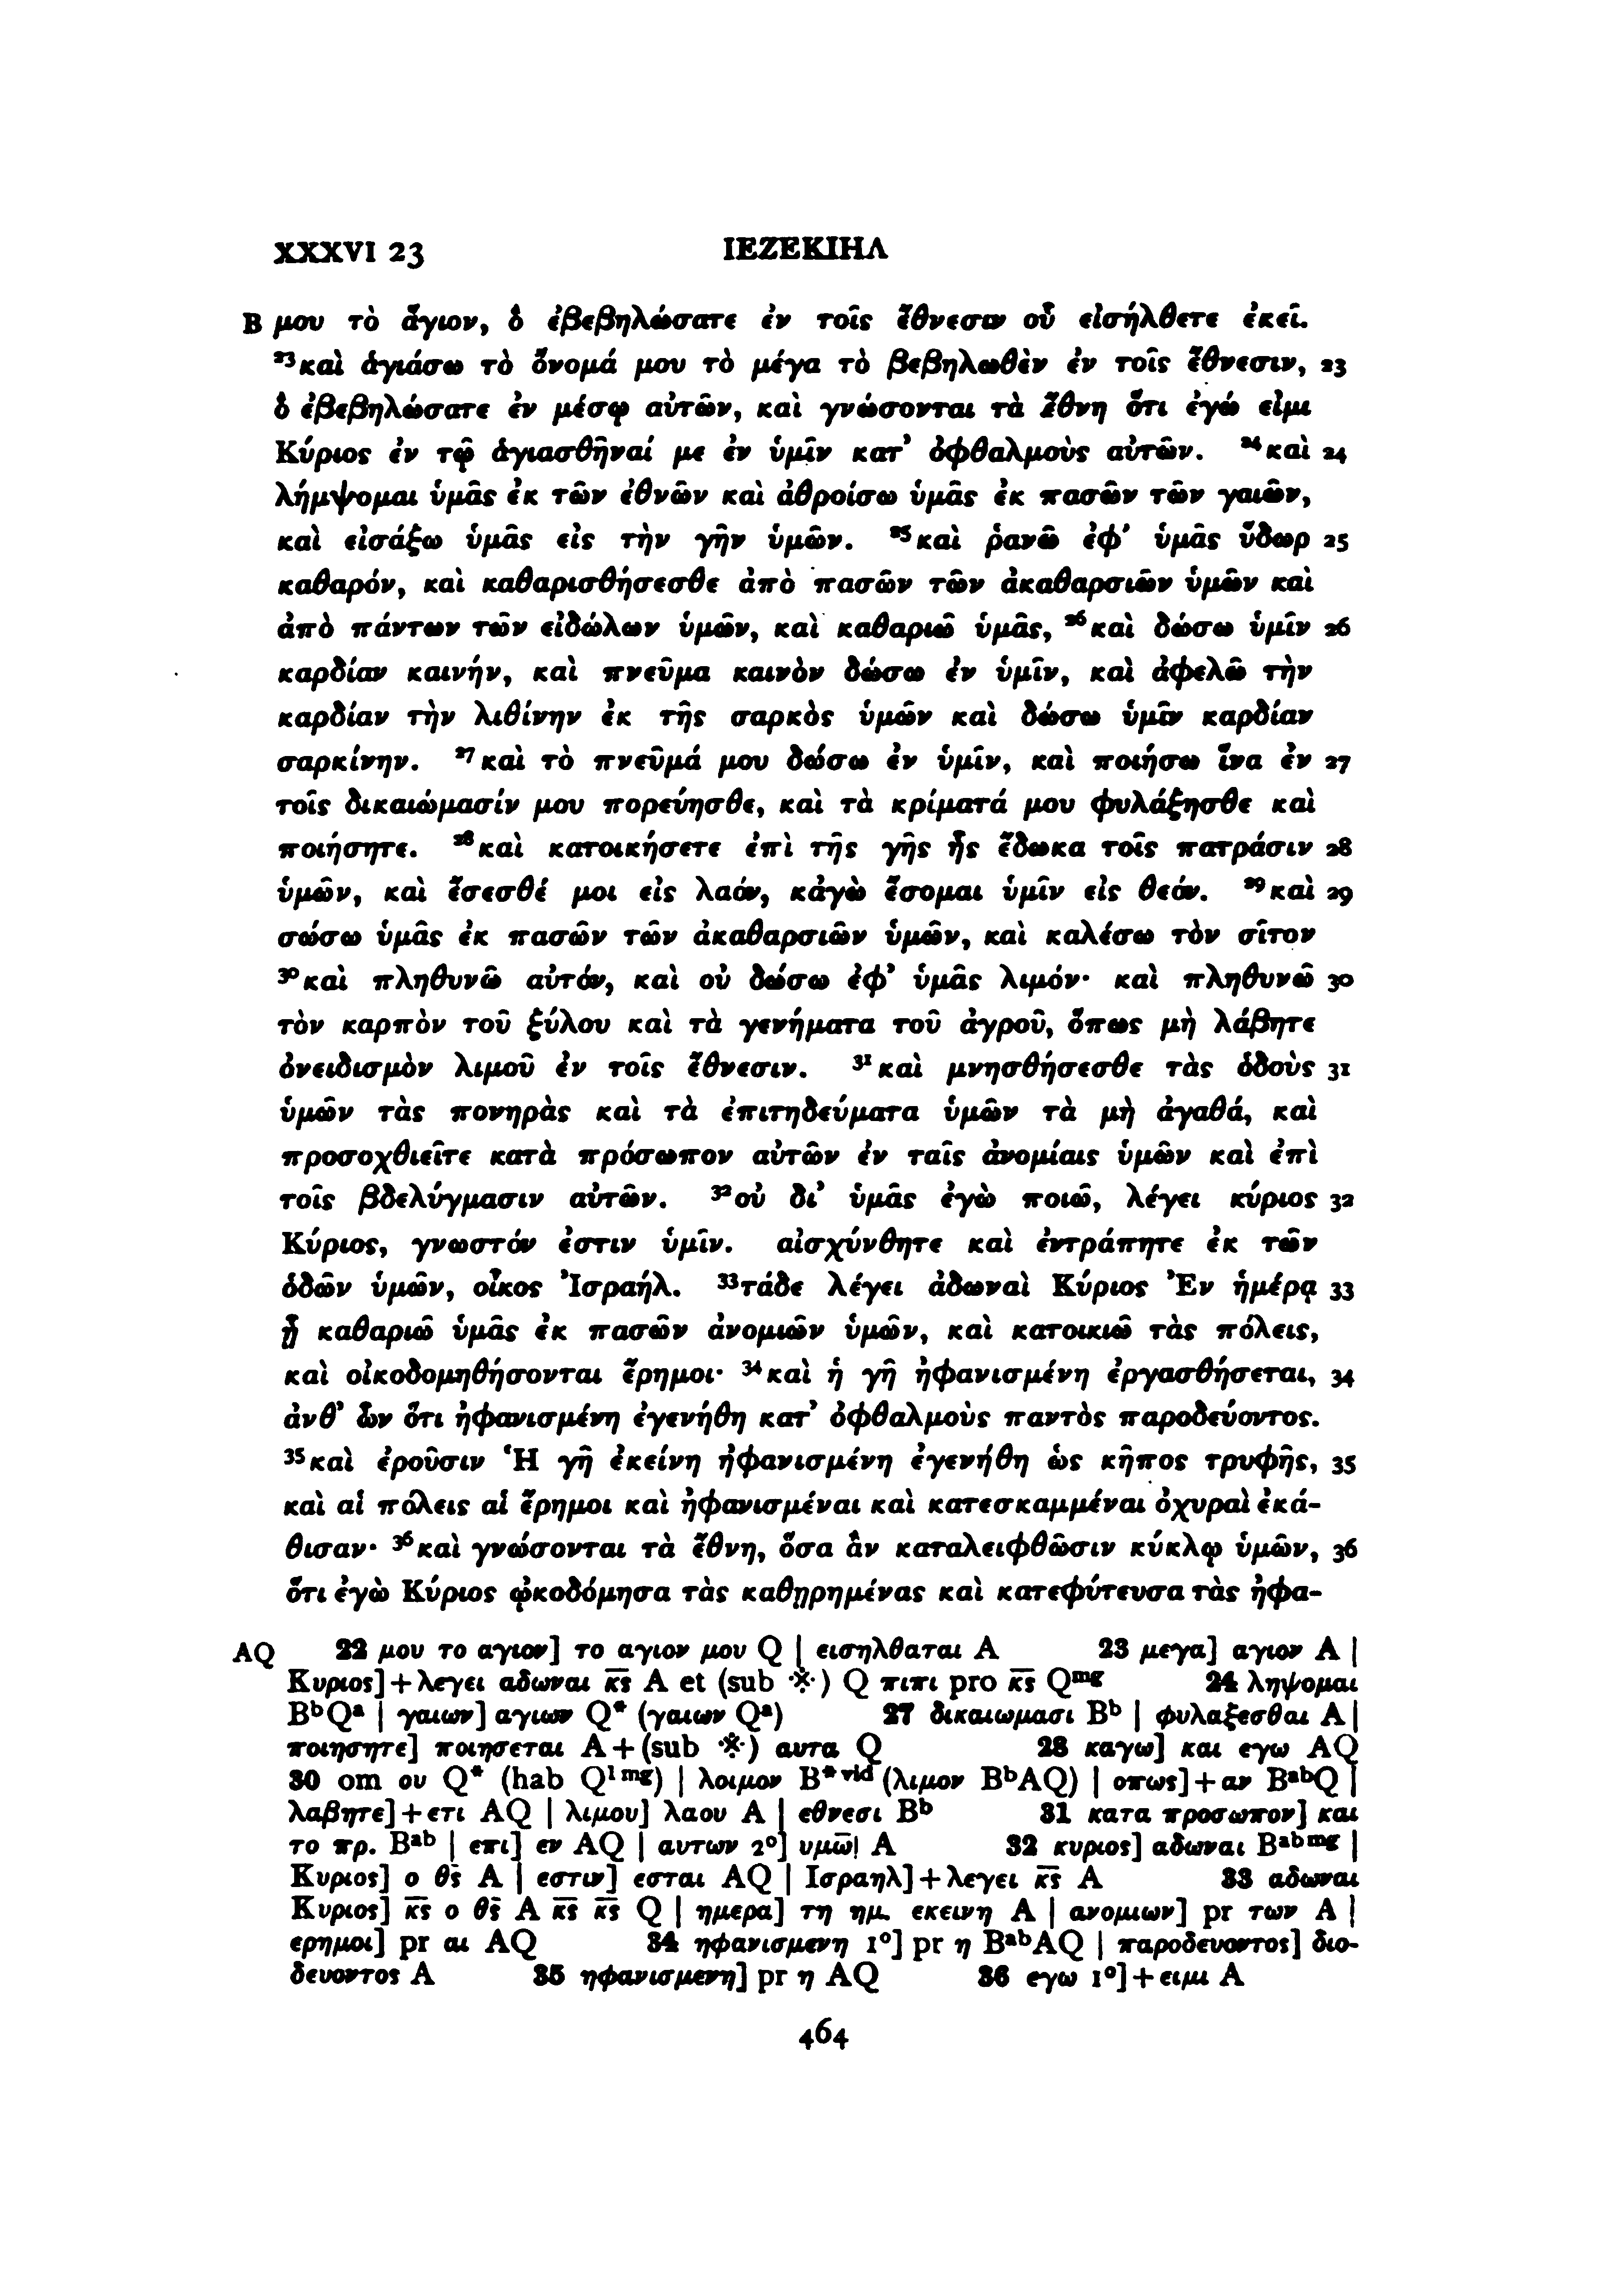 XXXVI 23 ΙΕΖΕΚΙΗΛ
B μου τὸ ἅγιον, ὃ ἐβεβηλώσατε ἐν τοῖς ἔθνεσιν οὗ εἰσήλθετε ἐκεῖ.
²³καὶ ἁγιάσω τὸ ὄνομά μου τὸ μέγα τὸ βεβηλωθὲν ἐν τοῖς ἔθνεσιν, 23
ὃ ἐβεβηλώσατε ἐν μέσῳ αὐτῶν, καὶ γνώσονται τὰ ἔθνη ὅτι ἐγώ εἰμι
Κύριος ἐν τῷ ἁγιασθῆναί με ἐν ὑμῖν κατ᾽ ὀφθαλμοὺς αὐτῶν. ²⁴καὶ 24
λήμψομαι ὑμᾶς ἐκ τῶν ἐθνῶν καὶ ἀθροίσω ὑμᾶς ἐκ πασῶν τῶν γαιῶν,
καὶ εἰσάξω ὑμᾶς εἰς τὴν γῆν ὑμῶν. ²⁵καὶ ῥανῶ ἐφ᾽ ὑμᾶς ὕδωρ 25
καθαρόν, καὶ καθαρισθήσεσθε ἀπὸ πασῶν τῶν ἀκαθαρσιῶν ὑμῶν καὶ
ἀπὸ πάντων τῶν εἰδώλων ὑμῶν, καὶ καθαριῶ ὑμᾶς, ²⁶καὶ δώσω ὑμῖν 26
καρδίαν καινήν, καὶ πνεῦμα καινὸν δώσω ἐν ὑμῖν, καὶ ἀφελῶ τὴν
καρδίαν τὴν λιθίνην ἐκ τῆς σαρκὸς ὑμῶν καὶ δώσω ὑμῖν καρδίαν
σαρκίνην. ²⁷καὶ τὸ πνεῦμά μου δώσω ἐν ὑμῖν, καὶ ποιήσω ἵνα ἐν 27
τοῖς δικαιώμασίν μου πορεύησθε, καὶ τὰ κρίματά μου φυλάξησθε καὶ
ποιήσητε. ²⁸καὶ κατοικήσετε ἐπὶ τῆς γῆς ἧς ἔδωκα τοῖς πατράσιν 28
ὑμῶν, καὶ ἔσεσθέ μοι εἰς λαόν, κἀγὼ ἔσομαι ὑμῖν εἰς θεόν. ²⁹καὶ 29
σώσω ὑμᾶς ἐκ πασῶν τῶν ἀκαθαρσιῶν ὑμῶν, καὶ καλέσω τὸν σῖτον
³⁰καὶ πληθυνῶ αὐτόν, καὶ οὐ δώσω ἐφ᾽ ὑμᾶς λιμόν· καὶ πληθυνῶ 30
τὸν καρπὸν τοῦ ξύλου καὶ τὰ γενήματα τοῦ ἀγροῦ, ὅπως μὴ λάβητε
ὀνειδισμὸν λιμοῦ ἐν τοῖς ἔθνεσιν. ³¹καὶ μνησθήσεσθε τὰς ὁδοὺς 31
ὑμῶν τὰς πονηρὰς καὶ τὰ ἐπιτηδεύματα ὑμῶν τὰ μὴ ἀγαθά, καὶ
προσοχθιεῖτε κατὰ πρόσωπον αὐτῶν ἐν ταῖς ἀνομίαις ὑμῶν καὶ ἐπὶ
τοῖς βδελύγμασιν αὐτῶν. ³²οὐ δι᾽ ὑμᾶς ἐγὼ ποιῶ, λέγει κύριος 32
Κύριος, γνωστόν ἐστιν ὑμῖν. αἰσχύνθητε καὶ ἐντράπητε ἐκ τῶν
ὁδῶν ὑμῶν, οἶκος Ἰσραήλ. ³³τάδε λέγει ἀδωναὶ Κύριος Ἐν ἡμέρᾳ 33
ᾗ καθαριῶ ὑμᾶς ἐκ πασῶν ἀνομιῶν ὑμῶν, καὶ κατοικιῶ τὰς πόλεις,
καὶ οἰκοδομηθήσονται ἔρημοι· ³⁴καὶ ἡ γῆ ἠφανισμένη ἐργασθήσεται, 34
ἀνθ᾽ ὧν ὅτι ἠφανισμένη ἐγενήθη κατ᾽ ὀφθαλμοὺς παντὸς παροδεύοντος.
³⁵καὶ ἐροῦσιν Ἡ γῆ ἐκείνη ἠφανισμένη ἐγενήθη ὡς κῆπος τρυφῆς, 35
καὶ αἱ πόλεις αἱ ἔρημοι καὶ ἠφανισμέναι καὶ κατεσκαμμέναι ὀχυραὶ ἐκά-
θισαν· ³⁶καὶ γνώσονται τὰ ἔθνη, ὅσα ἂν καταλειφθῶσιν κύκλῳ ὑμῶν, 36
ὅτι ἐγὼ Κύριος ᾠκοδόμησα τὰς καθῃρημένας καὶ κατεφύτευσα τὰς ἠφα-
AQ 22 μου το αγιον] το αγιον μου Q | εισηλθαται A 23 μεγα] αγιον A |
Κυριος]+λεγει αδωναι κ̅ς̅ A et (sub ※) Q πιπι pro κ̅ς̅ Qᵐᵍ 24 ληψομαι
BᵇQᵃ | γαιων] αγιων Q* (γαιων Qᵃ) 27 δικαιωμασι Bᵇ | φυλαξεσθαι A |
ποιησητε] ποιησεται A+(sub ※) αυτα Q 28 καγω] και εγω AQ
30 om ου Q* (hab Q¹ᵐᵍ) | λοιμον B*ᵛⁱᵈ (λιμον BᵇAQ) | οπως]+αν BᵃᵇQ |
λαβητε]+ετι AQ | λιμου] λαου A | εθνεσι Bᵇ 31 κατα προσωπον] και
το πρ. Bᵃᵇ | επι] εν AQ | αυτων 2°] υμω̅| A 32 κυριος] αδωναι Bᵃᵇᵐᵍ |
Κυριος] ο θ̅ς̅ A | εστιν] εσται AQ | Ισραηλ]+λεγει κ̅ς̅ A 33 αδωναι
Κυριος] κ̅ς̅ ο θ̅ς̅ A κ̅ς̅ κ̅ς̅ Q | ημερα] τη ημ. εκεινη A | ανομιων] pr των A |
ερημοι] pr αι AQ 34 ηφανισμενη 1°] pr η BᵃᵇAQ | παροδευοντος] διο-
δευοντος A 35 ηφανισμενη] pr η AQ 36 εγω 1°]+ειμι A
464